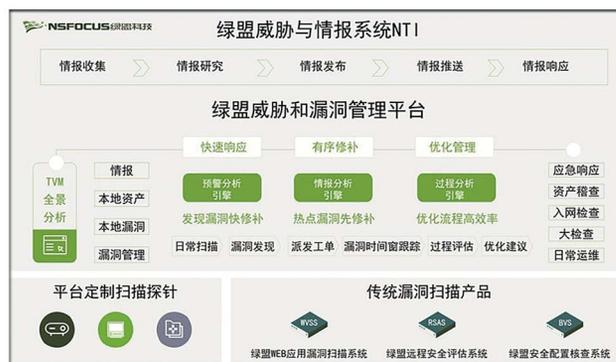 NSFOCUS绿盟科技
绿盟威胁与情报系统NTI
情报收集 情报研究 情报发布 情报推送 情报响应
绿盟威胁和漏洞管理平台
快速响应 有序修补 优化管理
TVM
全景
分析
情报
本地资产
本地漏洞
漏洞管理
预警分析
引擎
情报分析
引擎
过程分析
引擎
发现漏洞快修补 热点漏洞先修补 优化流程高效率
日常扫描 漏洞发现 派发工单 漏洞时间窗跟踪 过程评估 优化建议
应急响应
资产稽查
入网检查
大检查
日常运维
平台定制扫描探针
传统漏洞扫描产品
WVSS RSAS BVS
绿盟WEB应用漏洞扫描系统 绿盟远程安全评估系统 绿盟安全配置核查系统